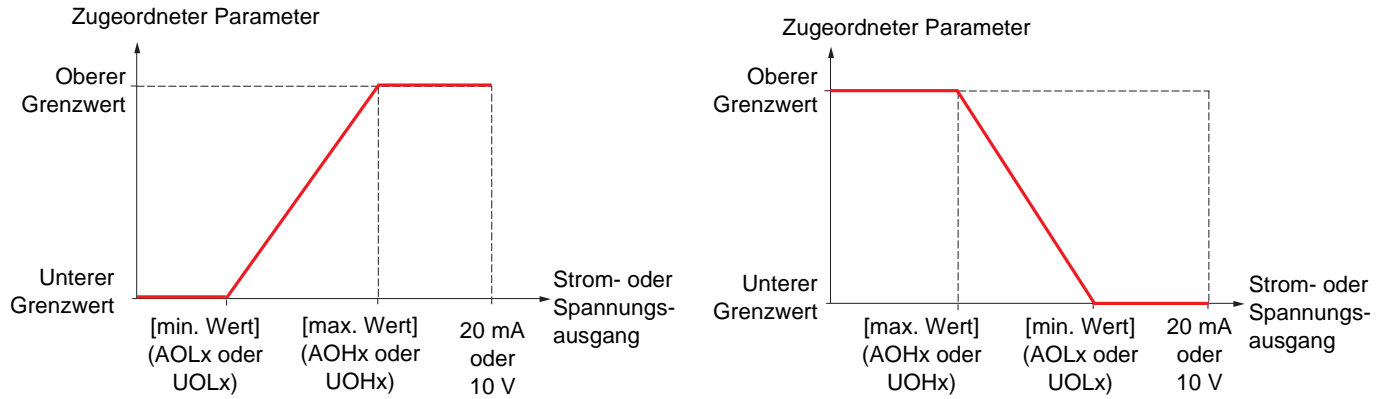 Zugeordneter Parameter
Oberer
Grenzwert
Unterer
Grenzwert
Strom- oder
Spannungs-
ausgang
[min. Wert]
(AOLx oder
UOLx)
[max. Wert]
(AOHx oder
UOHx)
20 mA
oder
10 V
Zugeordneter Parameter
Oberer
Grenzwert
Unterer
Grenzwert
Strom- oder
Spannungs-
ausgang
[max. Wert]
(AOHx oder
UOHx)
[min. Wert]
(AOLx oder
UOLx)
20 mA
oder
10 V